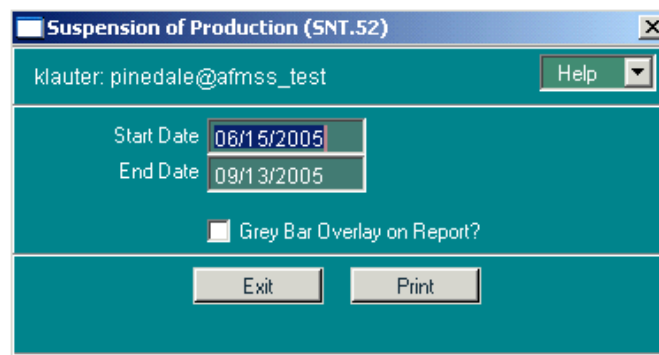 Suspension of Production (SNT.52)
klauter: pinedale@afmss_test
Help
Start Date 06/15/2005
End Date 09/13/2005
Grey Bar Overlay on Report?
Exit Print